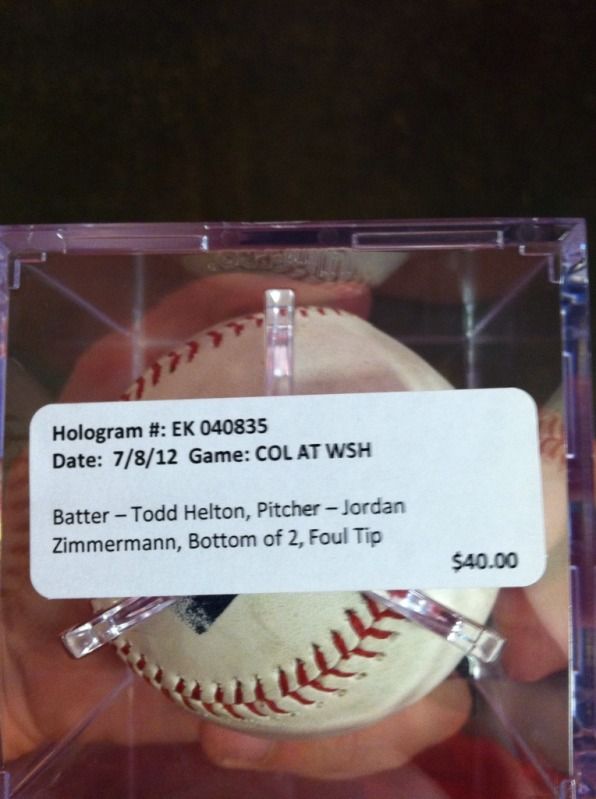 Hologram #: EK 040835
Date: 7/8/12 Game: COL AT WSH
Batter – Todd Helton, Pitcher – Jordan
Zimmermann, Bottom of 2, Foul Tip
$40.00